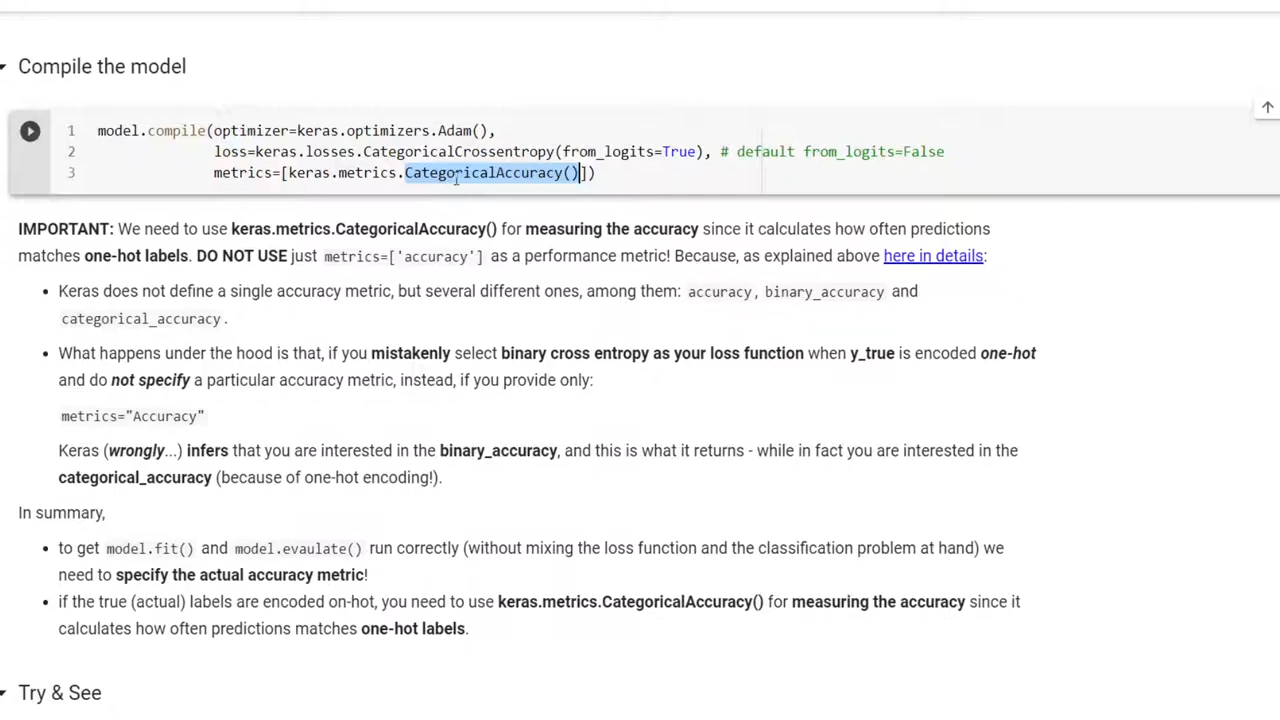 Compile the model
1 model.compile(optimizer=keras.optimizers.Adam(),
2 loss=keras.losses.CategoricalCrossentropy(from_logits=True), # default from_logits=False
3 metrics=[keras.metrics.CategoricalAccuracy()])
IMPORTANT: We need to use keras.metrics.CategoricalAccuracy() for measuring the accuracy since it calculates how often predictions
matches one-hot labels. DO NOT USE just metrics=['accuracy'] as a performance metric! Because, as explained above here in details:
• Keras does not define a single accuracy metric, but several different ones, among them: accuracy, binary_accuracy and
categorical_accuracy.
• What happens under the hood is that, if you mistakenly select binary cross entropy as your loss function when y_true is encoded one-hot
and do not specify a particular accuracy metric, instead, if you provide only:
metrics="Accuracy"
Keras (wrongly...) infers that you are interested in the binary_accuracy, and this is what it returns - while in fact you are interested in the
categorical_accuracy (because of one-hot encoding!).
In summary,
• to get model.fit() and model.evaulate() run correctly (without mixing the loss function and the classification problem at hand) we
need to specify the actual accuracy metric!
• if the true (actual) labels are encoded on-hot, you need to use keras.metrics.CategoricalAccuracy() for measuring the accuracy since it
calculates how often predictions matches one-hot labels.
Try & See